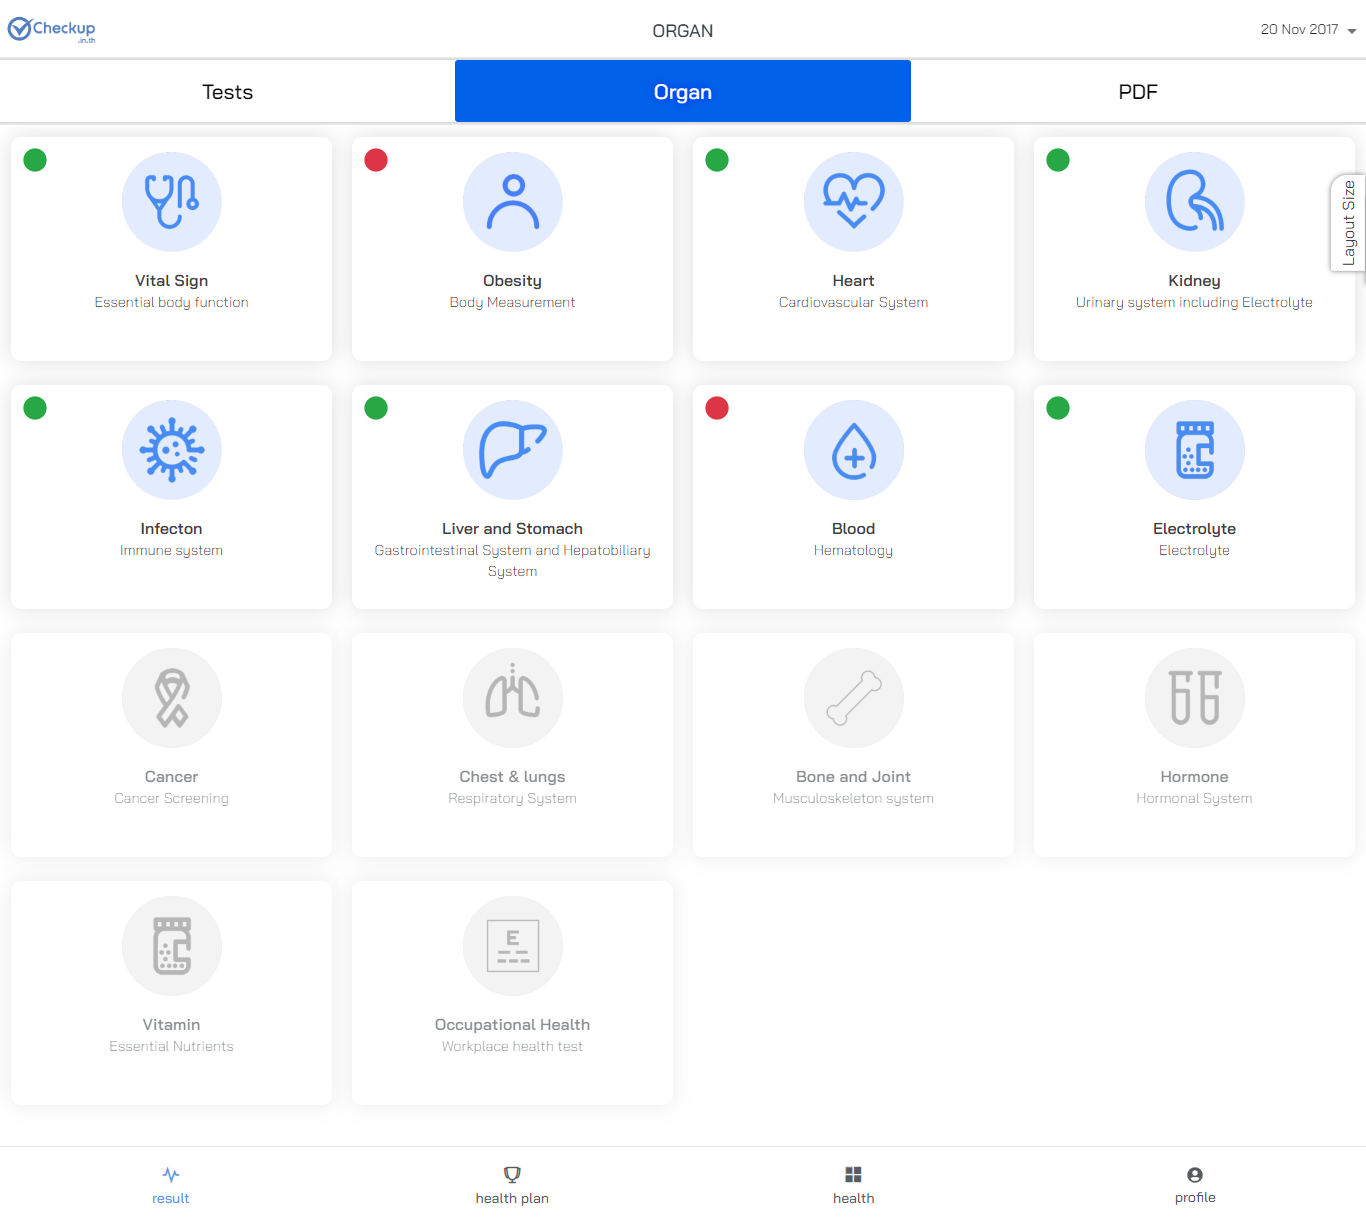 Checkup
.in.th
ORGAN
20 Nov 2017
Tests
Organ
PDF
Layout Size
Vital Sign
Essential body function
Obesity
Body Measurement
Heart
Cardiovascular System
Kidney
Urinary system including Electrolyte
Infecton
Immune system
Liver and Stomach
Gastrointestinal System and Hepatobiliary
System
Blood
Hematology
Electrolyte
Electrolyte
Cancer
Cancer Screening
Chest & lungs
Respiratory System
Bone and Joint
Musculoskeleton system
Hormone
Hormonal System
Vitamin
Essential Nutrients
E
Occupational Health
Workplace health test
result
health plan
health
profile